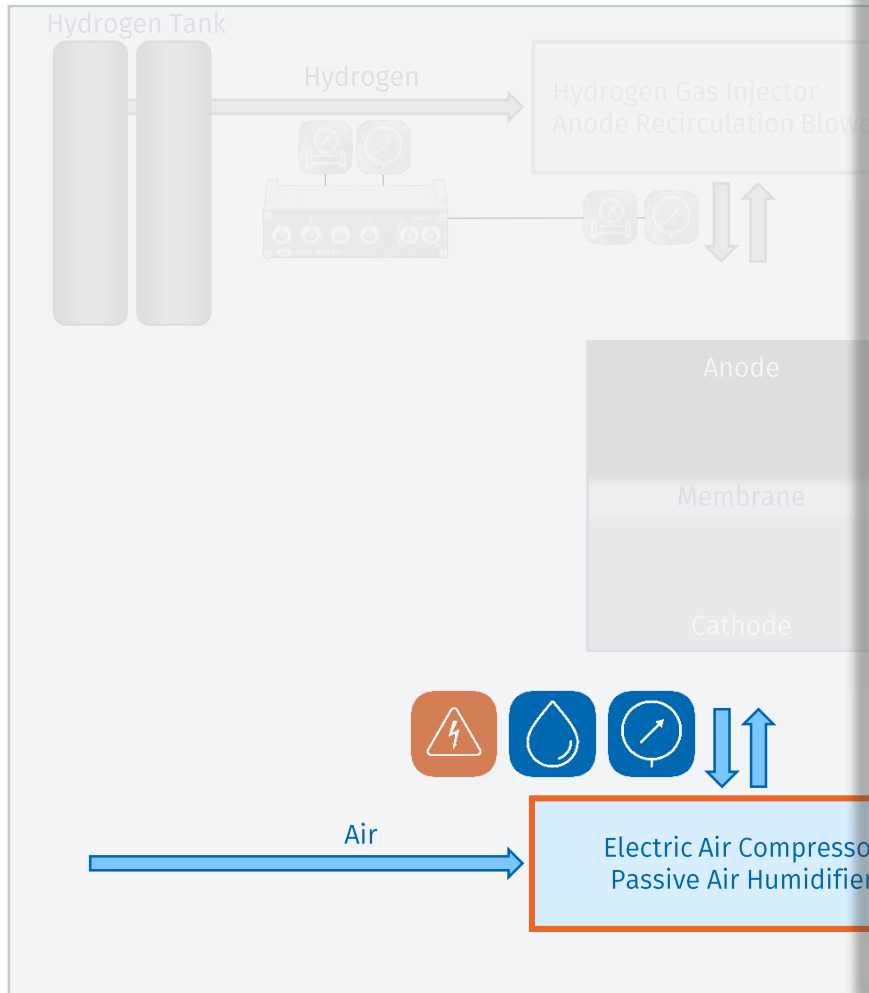 Hydrogen Tank
Hydrogen
Hydrogen Gas Injector
Anode Recirculation Blowe
Anode
Membrane
Cathode
Air
Electric Air Compresso
Passive Air Humidifier